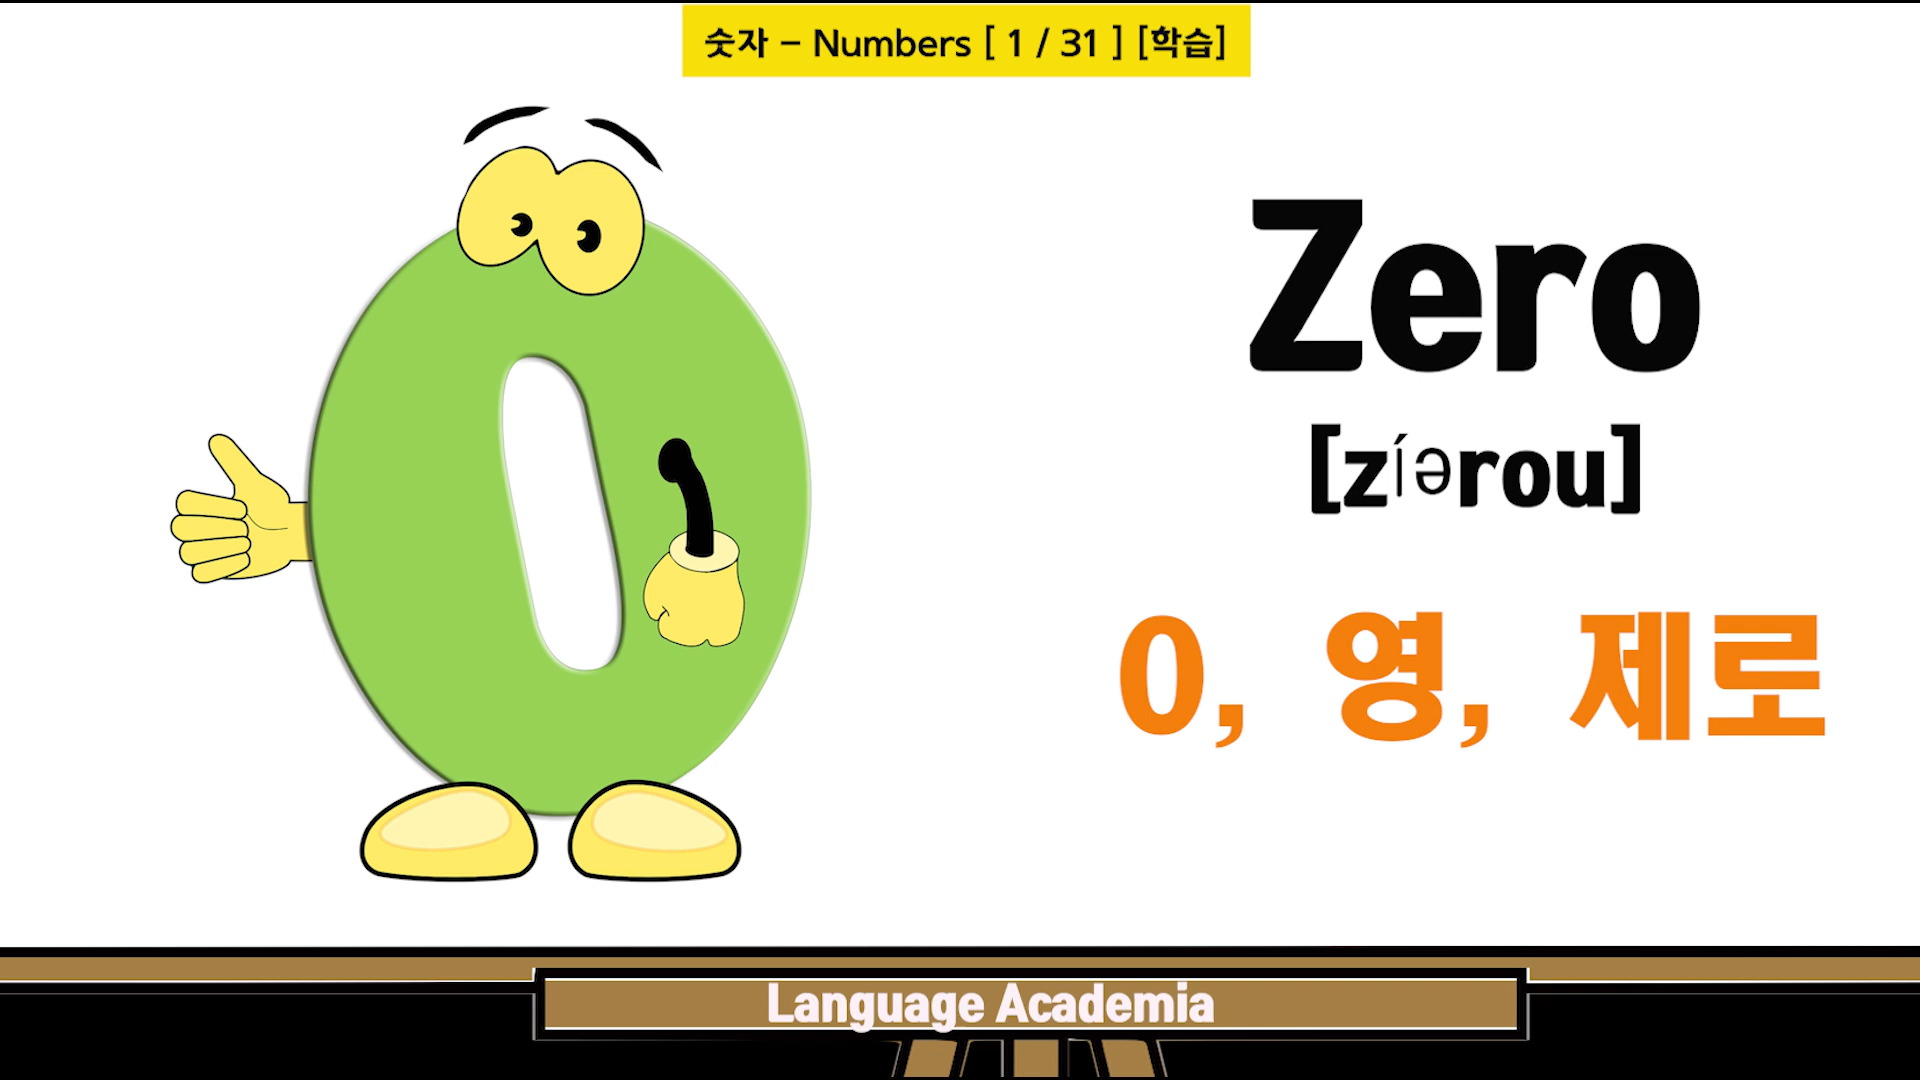 숫자 – Numbers [ 1 / 31 ] [학습]
Zero
[zíərou]
0, 영, 제로
Language Academia